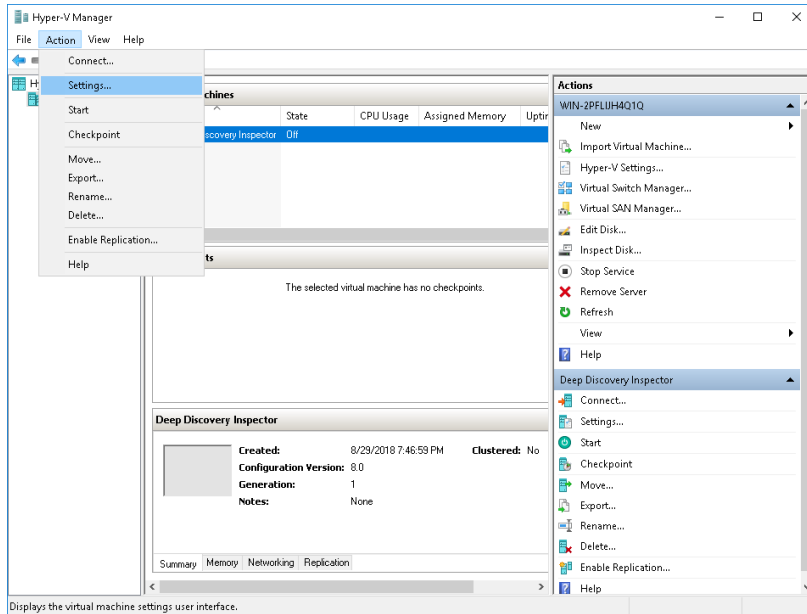 Hyper-V Manager
File Action View Help
Connect...
Settings...
Start
Checkpoint
Move...
Export...
Rename...
Delete...
Enable Replication...
Help
H
chines
State CPU Usage Assigned Memory Uptir
scovery Inspector Off
ts
The selected virtual machine has no checkpoints.
Deep Discovery Inspector
Created: 8/29/2018 7:46:59 PM Clustered: No
Configuration Version: 8.0
Generation: 1
Notes: None
Summary Memory Networking Replication
Actions
WIN-2PFLIJH4Q1Q
New
Import Virtual Machine...
Hyper-V Settings...
Virtual Switch Manager...
Virtual SAN Manager...
Edit Disk...
Inspect Disk...
Stop Service
Remove Server
Refresh
View
Help
Deep Discovery Inspector
Connect...
Settings...
Start
Checkpoint
Move...
Export...
Rename...
Delete...
Enable Replication...
Help
Displays the virtual machine settings user interface.